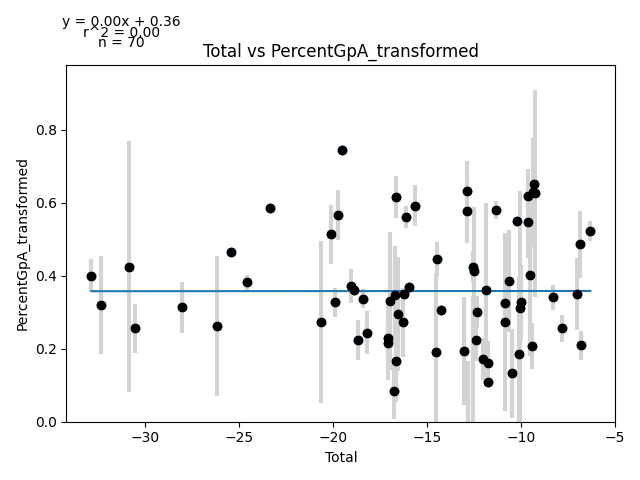 y = 0.00x + 0.36
r^2 = 0.00
n = 70
Total vs PercentGpA_transformed
PercentGpA_transformed
0.8
0.6
0.4
0.2
0.0
−30 −25 −20 −15 −10 −5
Total